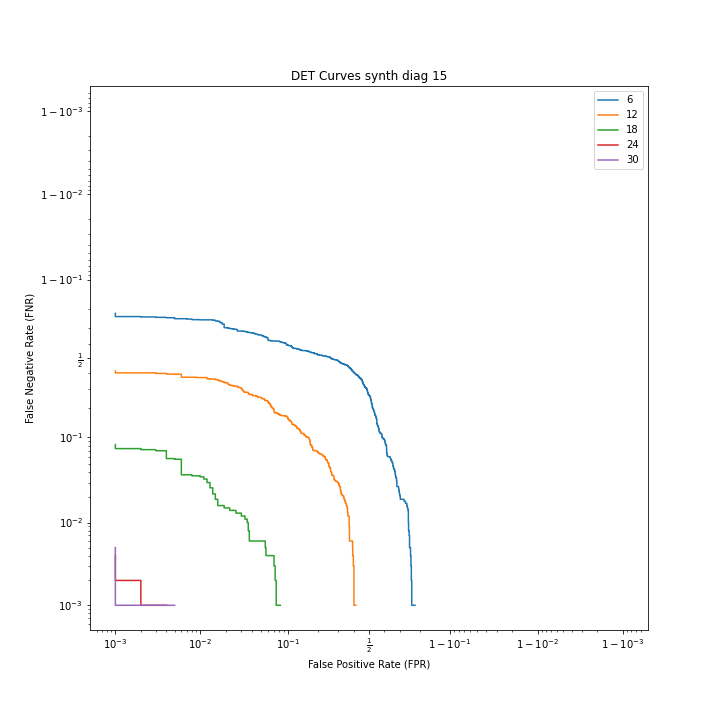 DET Curves synth diag 15
6
12
18
24
30
False Negative Rate (FNR)
1 − 10⁻³
1 − 10⁻²
1 − 10⁻¹
½
10⁻¹
10⁻²
10⁻³
10⁻³ 10⁻² 10⁻¹ ½ 1 − 10⁻¹ 1 − 10⁻² 1 − 10⁻³
False Positive Rate (FPR)